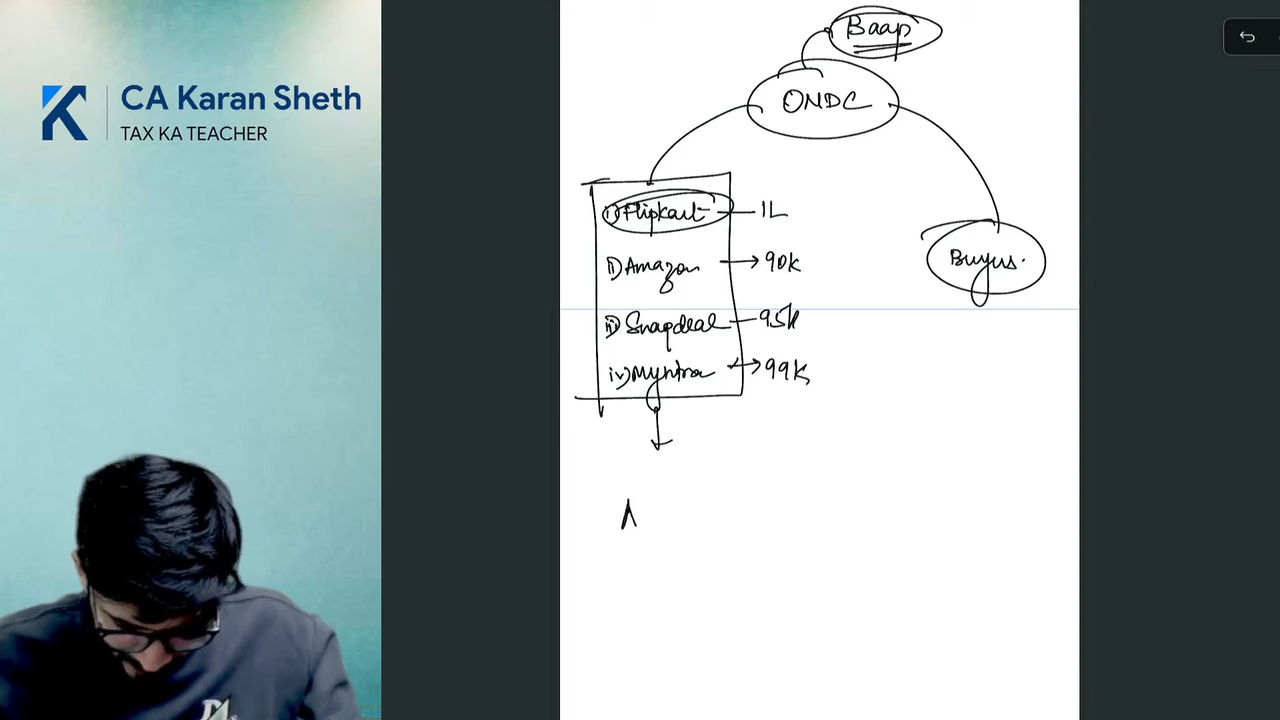 CA Karan Sheth
TAX KA TEACHER
Baap
ONDC
i) Flipkart 1L
ii) Amazon 90K
iii) Snapdeal 95K
iv) Myntra 99K
Buyers.
A